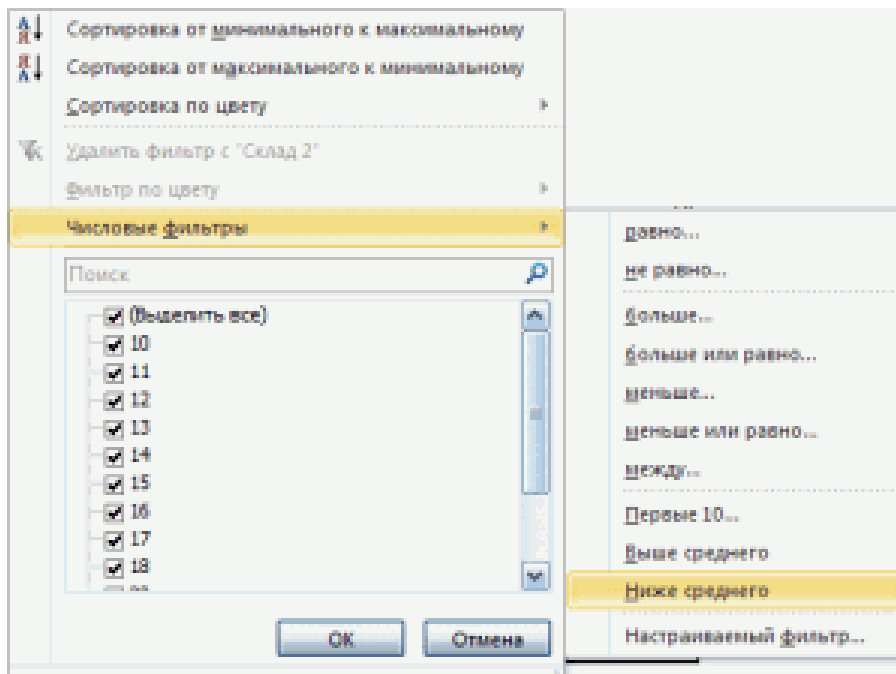 Сортировка от минимального к максимальному
Сортировка от максимального к минимальному
Сортировка по цвету
Удалить фильтр с "Склад 2"
Фильтр по цвету
Числовые фильтры
Поиск
(Выделить все)
10
11
12
13
14
15
16
17
18
ОК
Отмена
равно...
не равно...
больше...
больше или равно...
меньше...
меньше или равно...
между...
Первые 10...
Выше среднего
Ниже среднего
Настраиваемый фильтр...